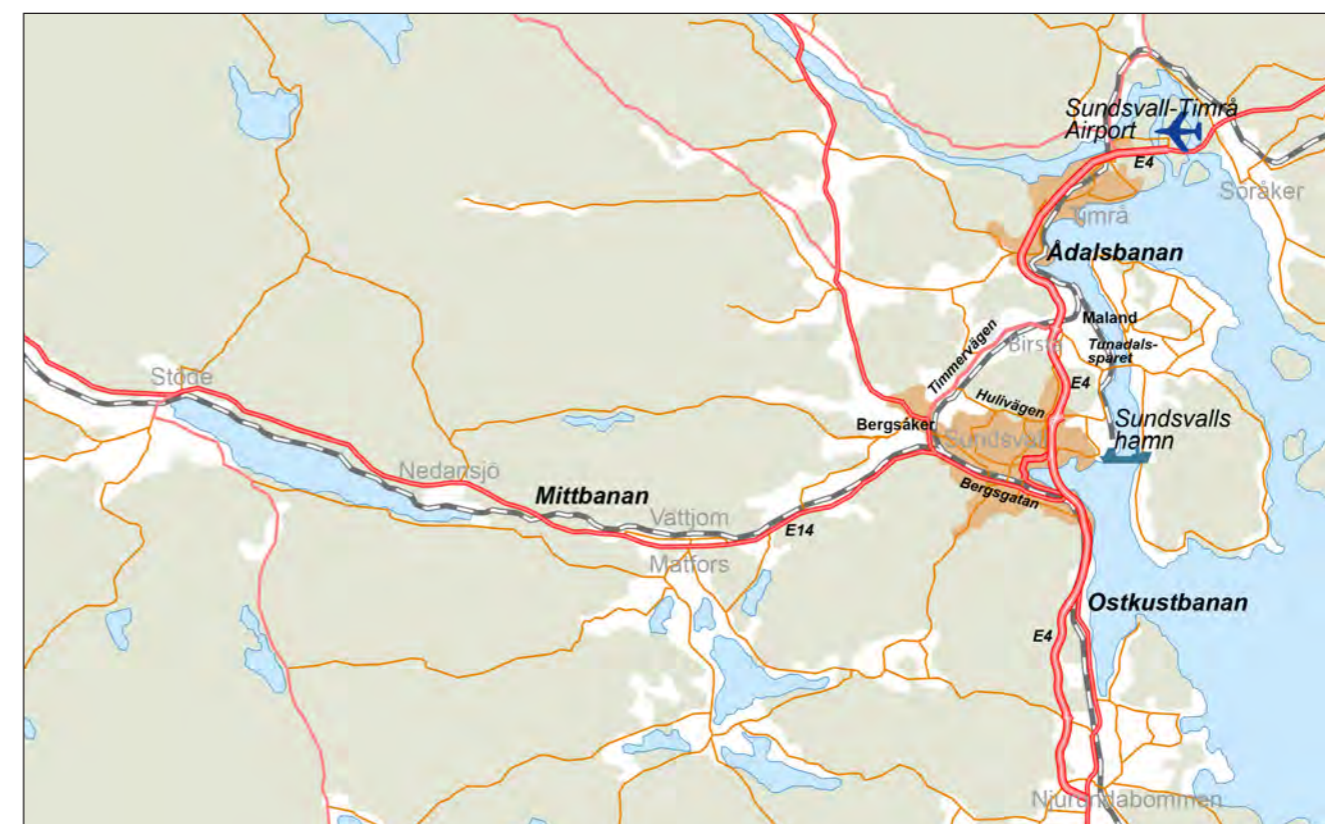 Sundsvall-Timrå
Airport
E4
Söråker
Timrå
Ådalsbanan
Maland
Timmervägen
Birsta
Tunadals-
spåret
Stöde
E4
Hulivägen
Bergsåker
Sundsvall
Sundsvalls
hamn
Nedansjö
Mittbanan
Bergsgatan
Vattjom
E14
Matfors
Ostkustbanan
E4
Njurundabommen